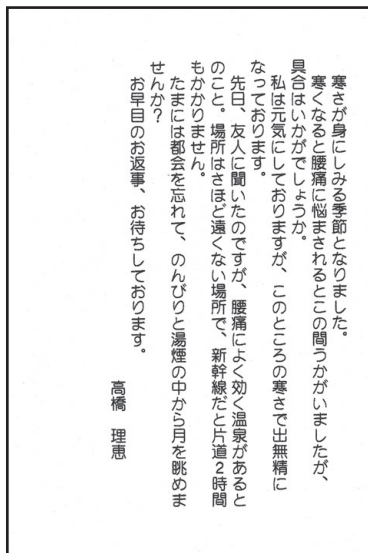 寒さが身にしみる季節となりました。
寒くなると腰痛に悩まされるとこの間うかがいましたが、
具合はいかがでしょうか。
私は元気にしておりますが、このところの寒さで出無精に
なっております。
先日、友人に聞いたのですが、腰痛によく効く温泉があると
のこと。場所はさほど遠くない場所で、新幹線だと片道2時間
もかかりません。
たまには都会を忘れて、のんびりと湯煙の中から月を眺めま
せんか?
お早目のお返事、お待ちしております。
高橋 理恵